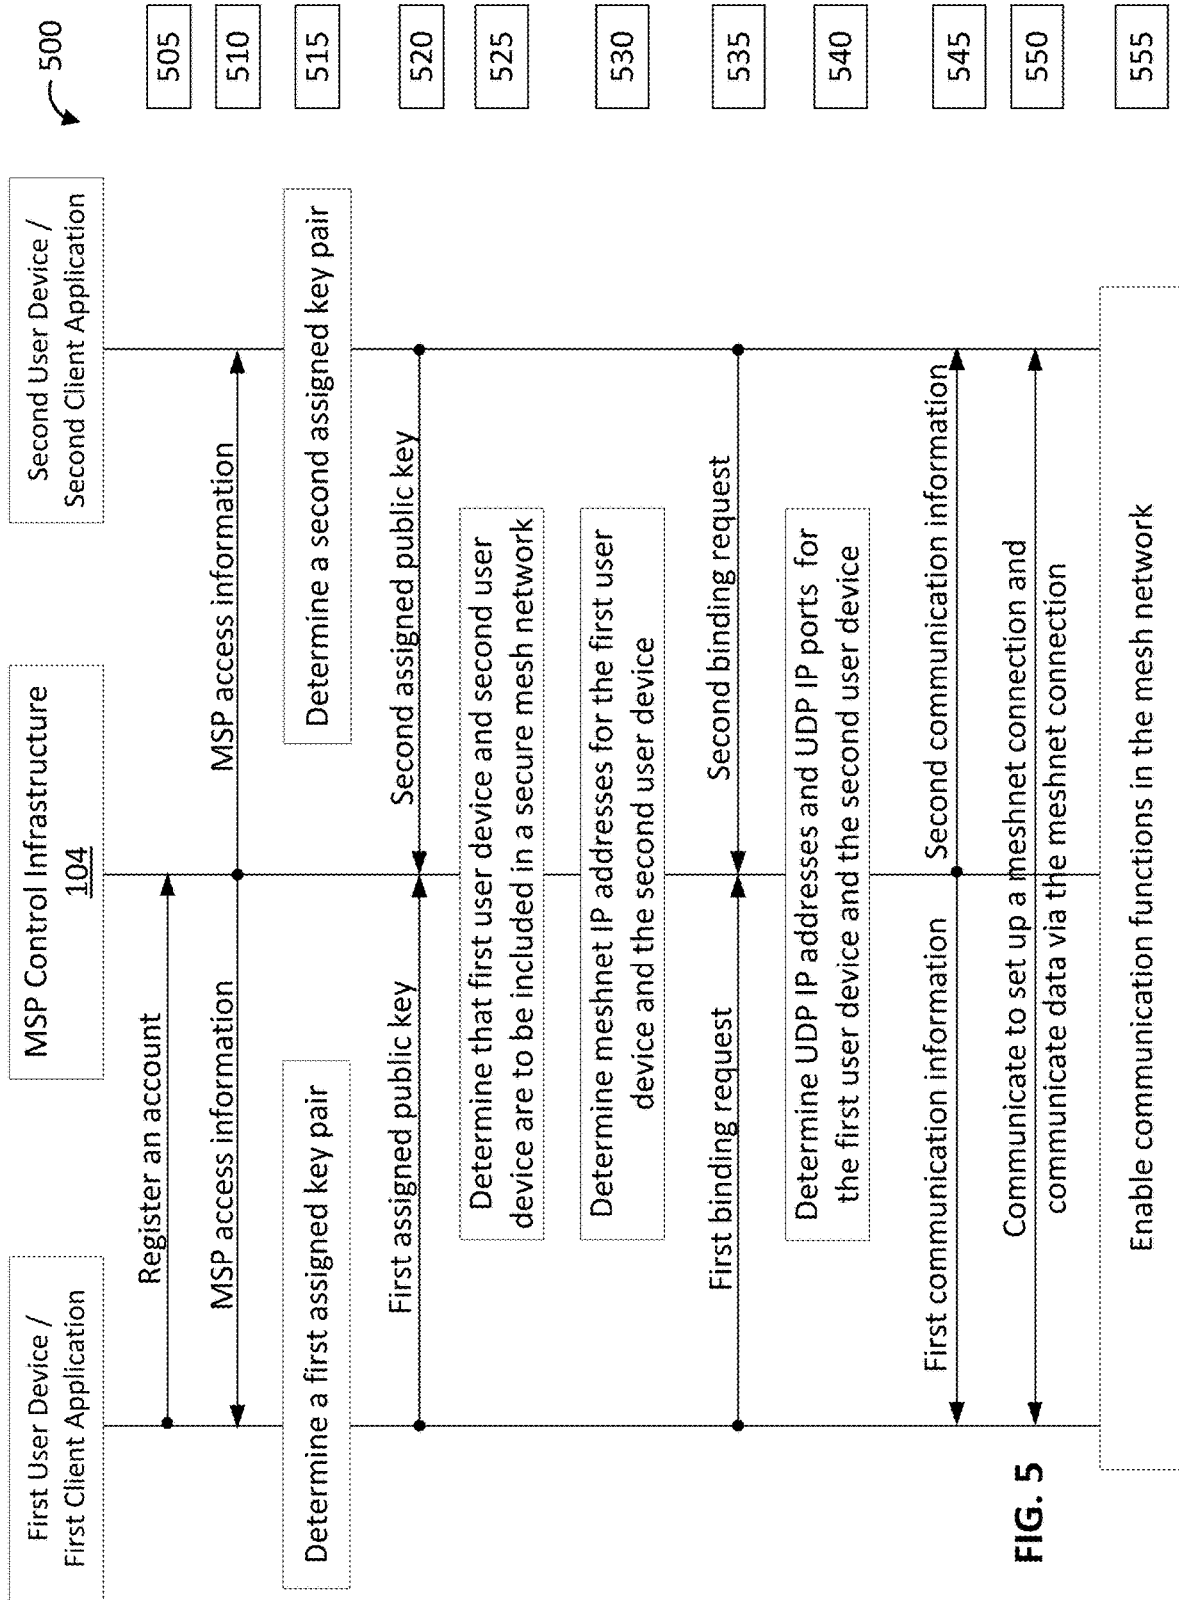 500
First User Device /
First Client Application
MSP Control Infrastructure
104
Second User Device /
Second Client Application
Register an account
505
MSP access information
MSP access information
510
Determine a first assigned key pair
Determine a second assigned key pair
515
First assigned public key
Second assigned public key
520
Determine that first user device and second user
device are to be included in a secure mesh network
525
Determine meshnet IP addresses for the first user
device and the second user device
530
First binding request
Second binding request
535
Determine UDP IP addresses and UDP IP ports for
the first user device and the second user device
540
First communication information
Second communication information
545
Communicate to set up a meshnet connection and
communicate data via the meshnet connection
550
Enable communication functions in the mesh network
555
FIG. 5